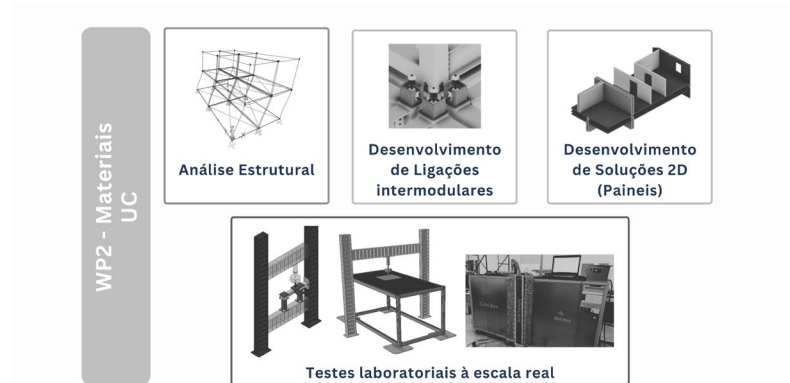 WP2 - Materiais
UC
Análise Estrutural
Desenvolvimento
de Ligações
intermodulares
Desenvolvimento
de Soluções 2D
(Paineis)
Testes laboratoriais à escala real